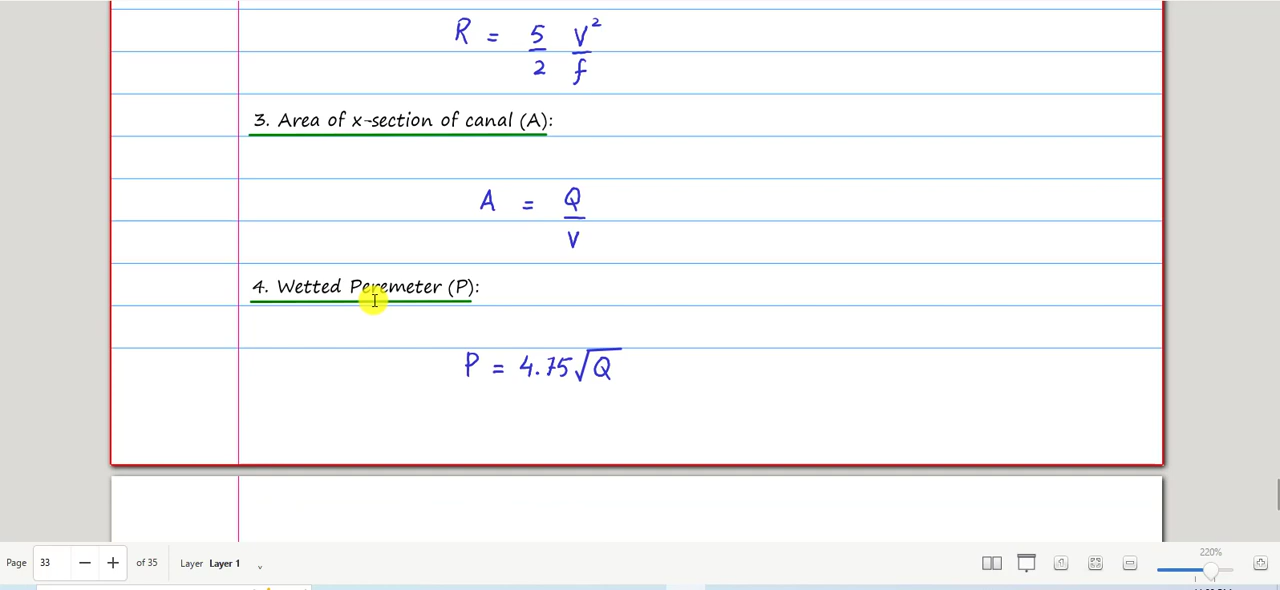 R = 5/2 V²/f
3. Area of x-section of canal (A):
A = Q/V
4. Wetted Peremeter (P):
P = 4.75√Q
Page 33 of 35 Layer Layer 1
220%